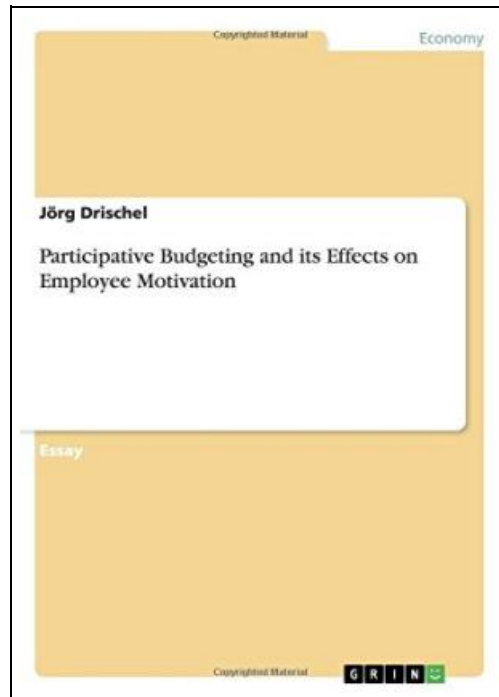 Copyrighted Material
Economy
Jörg Drischel
Participative Budgeting and its Effects on
Employee Motivation
Essay
Copyrighted Material
GRIN